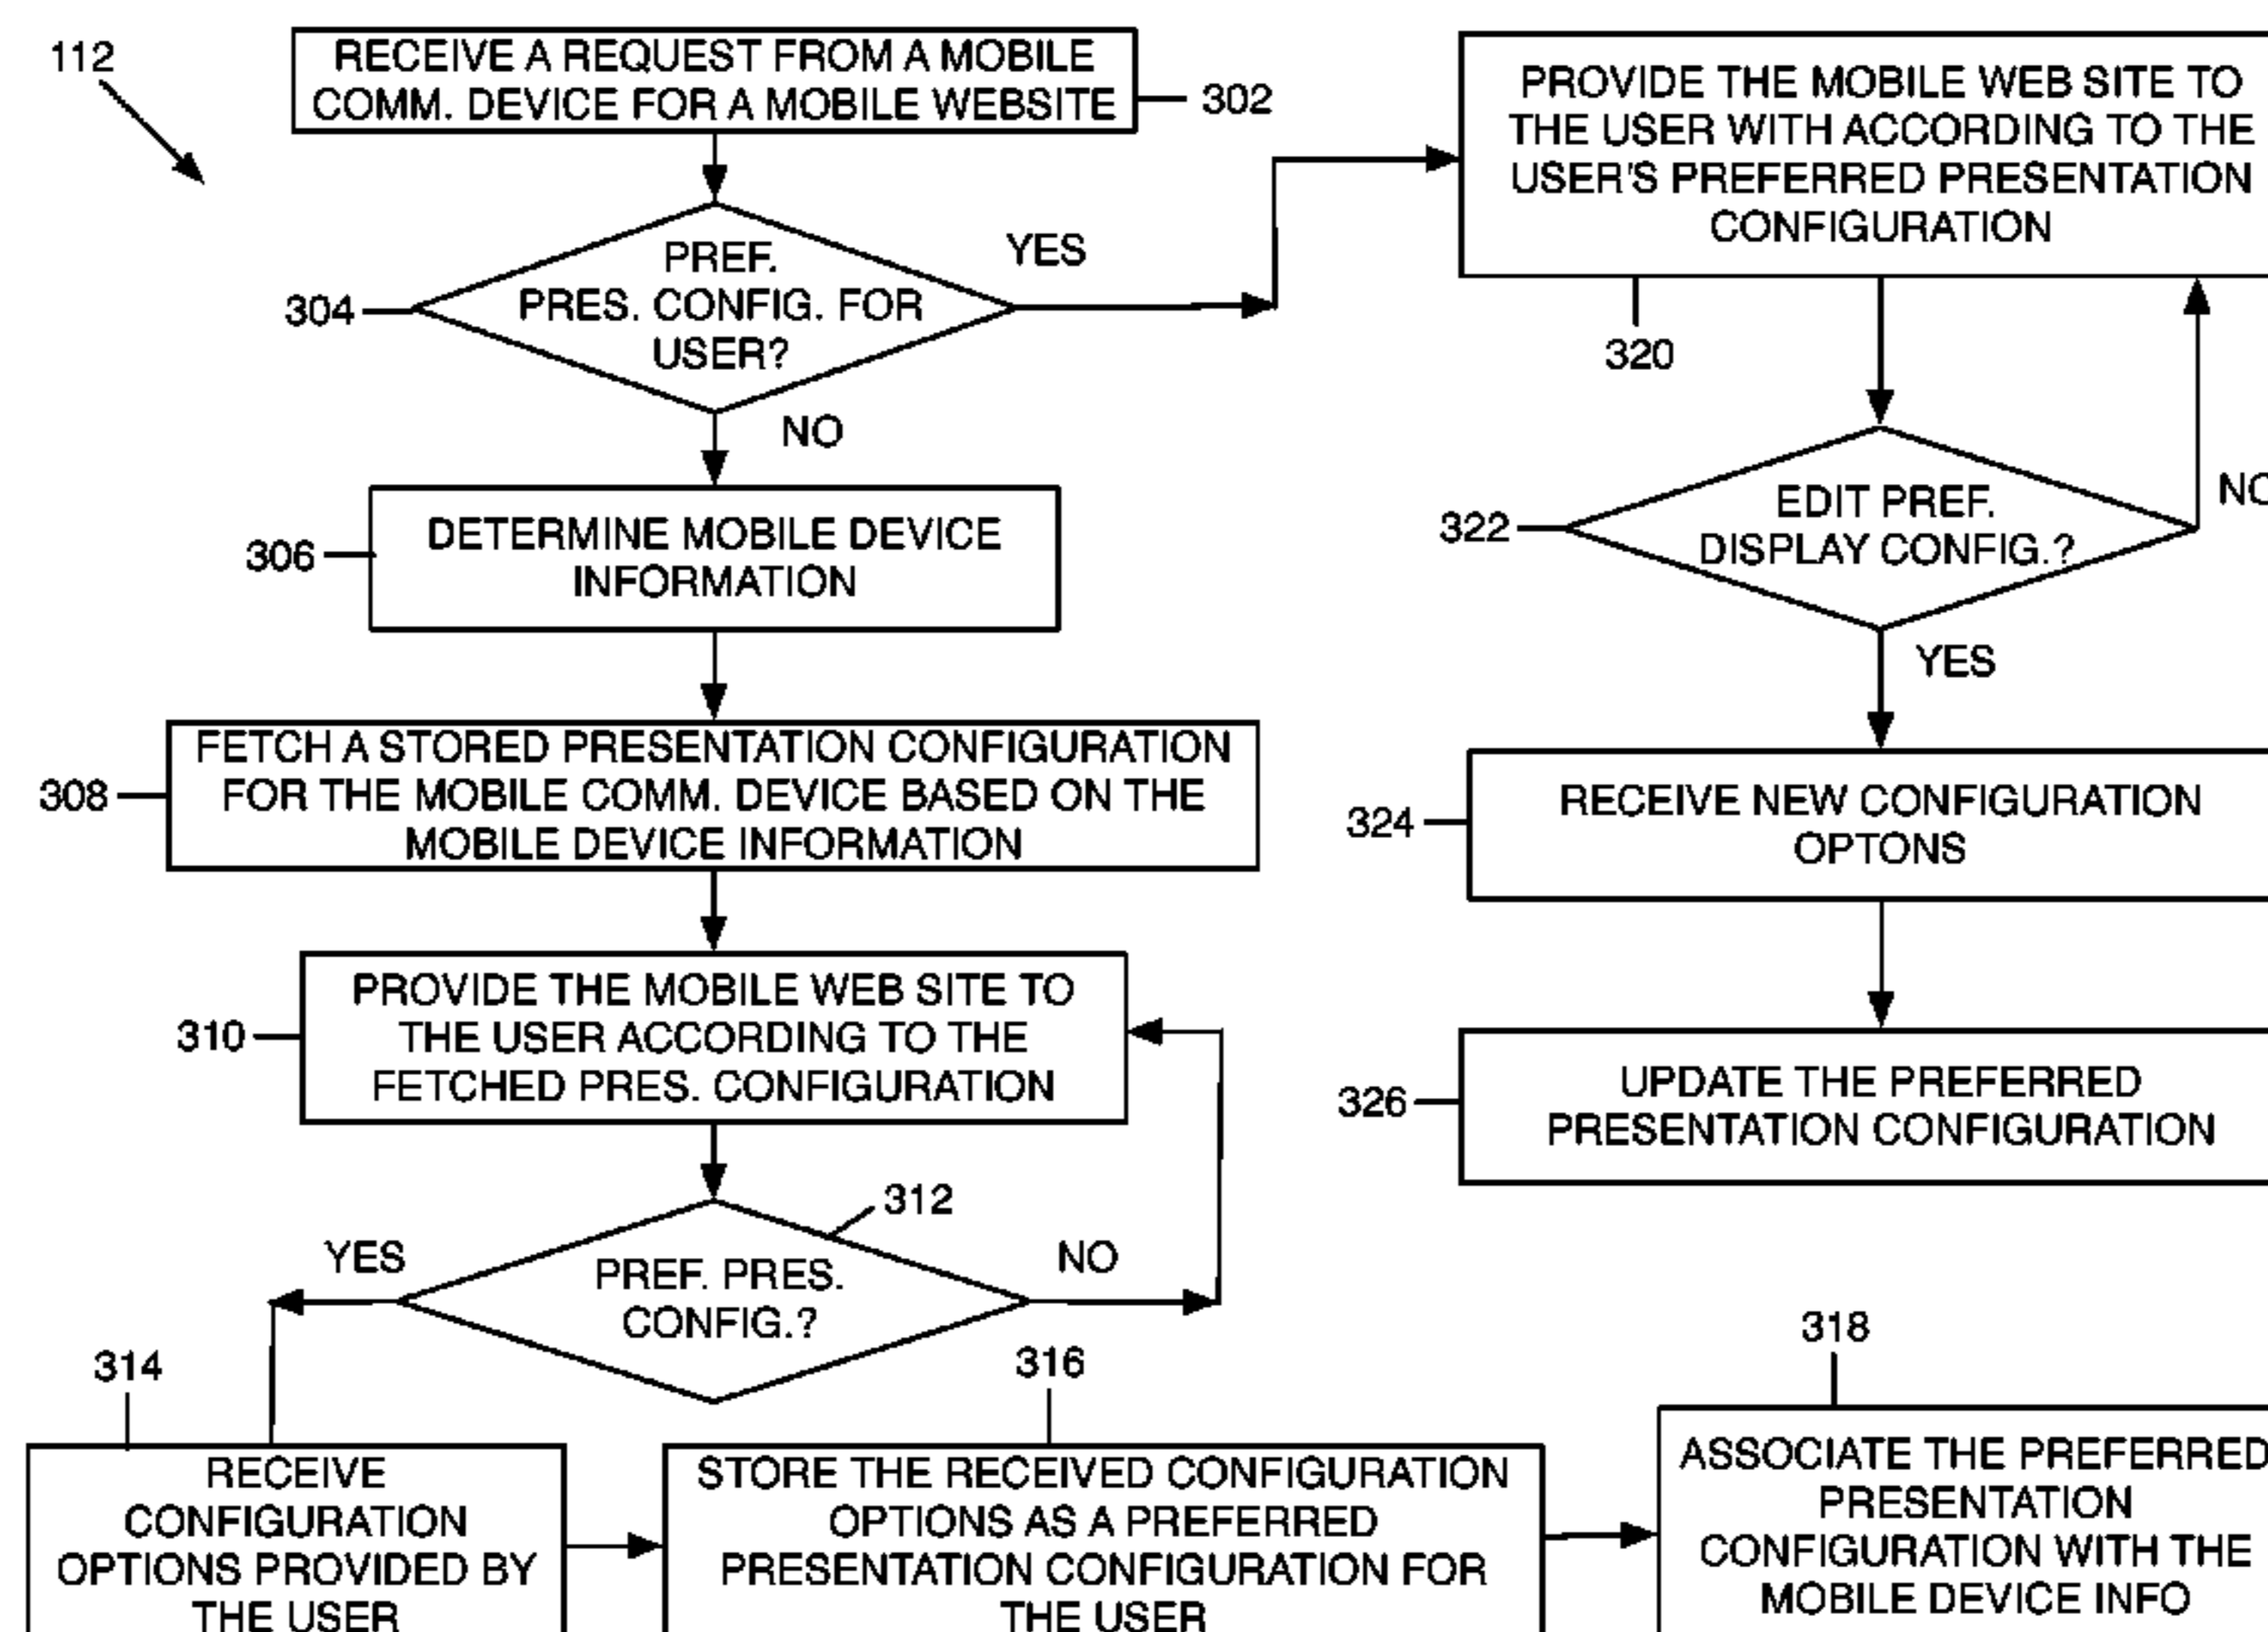 112
RECEIVE A REQUEST FROM A MOBILE
COMM. DEVICE FOR A MOBILE WEBSITE
302
PREF.
PRES. CONFIG. FOR
USER?
304
YES
NO
DETERMINE MOBILE DEVICE
INFORMATION
306
FETCH A STORED PRESENTATION CONFIGURATION
FOR THE MOBILE COMM. DEVICE BASED ON THE
MOBILE DEVICE INFORMATION
308
PROVIDE THE MOBILE WEB SITE TO
THE USER ACCORDING TO THE
FETCHED PRES. CONFIGURATION
310
312
PREF. PRES.
CONFIG.?
YES
NO
314
RECEIVE
CONFIGURATION
OPTIONS PROVIDED BY
THE USER
316
STORE THE RECEIVED CONFIGURATION
OPTIONS AS A PREFERRED
PRESENTATION CONFIGURATION FOR
THE USER
318
ASSOCIATE THE PREFERRED
PRESENTATION
CONFIGURATION WITH THE
MOBILE DEVICE INFO
PROVIDE THE MOBILE WEB SITE TO
THE USER WITH ACCORDING TO THE
USER'S PREFERRED PRESENTATION
CONFIGURATION
320
EDIT PREF.
DISPLAY CONFIG.?
322
NO
YES
RECEIVE NEW CONFIGURATION
OPTONS
324
UPDATE THE PREFERRED
PRESENTATION CONFIGURATION
326